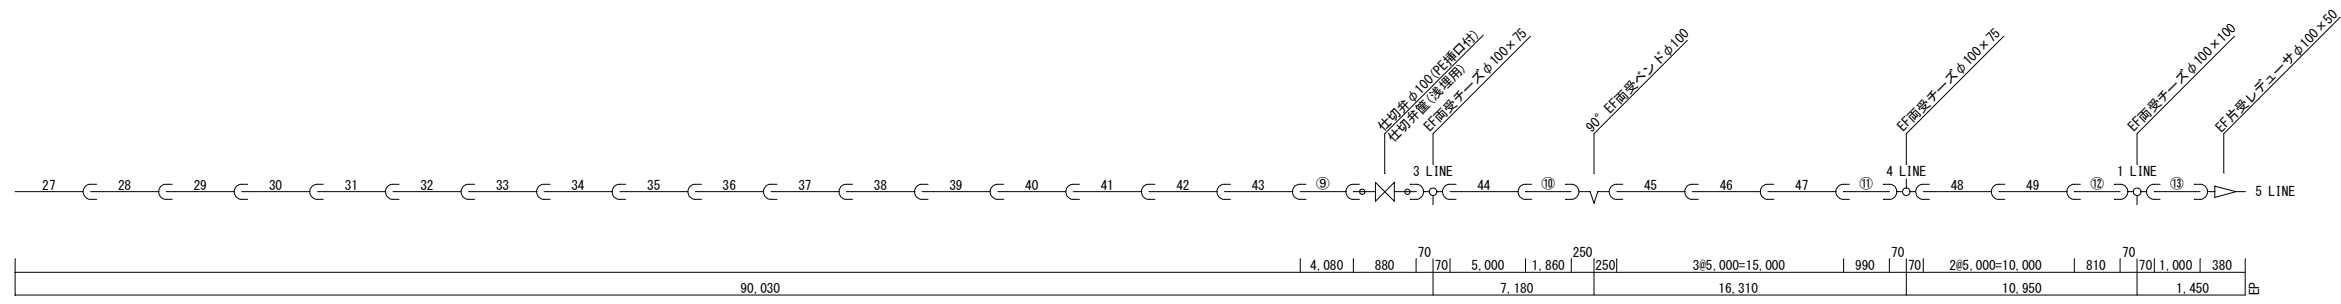 仕切弁φ100(PE挿口付)
仕切弁筐(浅埋用)
EF両受チーズφ100×75
90° EF両受ベンドφ100
EF両受チーズφ100×75
EF両受チーズφ100×100
EF片受レデューサφ100×50
3 LINE
4 LINE
1 LINE
27 28 29 30 31 32 33 34 35 36 37 38 39 40 41 42 43 ⑨ 44 ⑩ 45 46 47 ⑪ 48 49 ⑫ ⑬ 5 LINE
70 250 70 70
4,080 880 70 5,000 1,860 250 3@5,000=15,000 990 70 2@5,000=10,000 810 70 1,000 380
90,030 7,180 16,310 10,950 1,450 EP